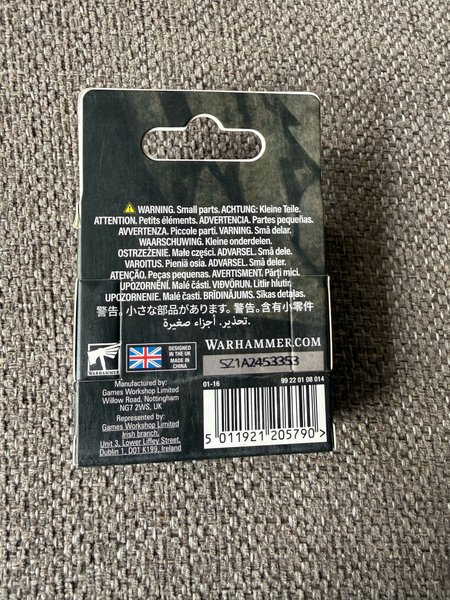 ⚠ WARNING. Small parts. ACHTUNG: Kleine Teile.
ATTENTION. Petits éléments. ADVERTENCIA. Partes pequeñas.
AVVERTENZA. Piccole parti. VARNING. Små delar.
WAARSCHUWING. Kleine onderdelen.
OSTRZEŻENIE. Małe części. ADVARSEL. Små dele.
VAROITUS. Pieniä osia. ADVARSEL. Små deler.
ATENÇÃO. Peças pequenas. AVERTISMENT. Părți mici.
UPOZORNĚNÍ. Malé části. VIÐVÖRUN. Litlir hlutir.
UPOZORNENIE. Malé časti. BRĪDINĀJUMS. Sīkas detaļas.
警告。小さな部品があります。警告。含有小零件
تحذير. أجزاء صغيرة.
WARHAMMER
DESIGNED
IN THE UK
MADE IN
CHINA
WARHAMMER.COM
SZ1A2453353
Manufactured by:
Games Workshop Limited
Willow Road, Nottingham
NG7 2WS, UK
Represented by:
Games Workshop Limited
Irish branch,
Unit 3, Lower Liffey Street,
Dublin 1, D01 K199, Ireland
01-16 99 22 01 08 014
5 011921 205790 >